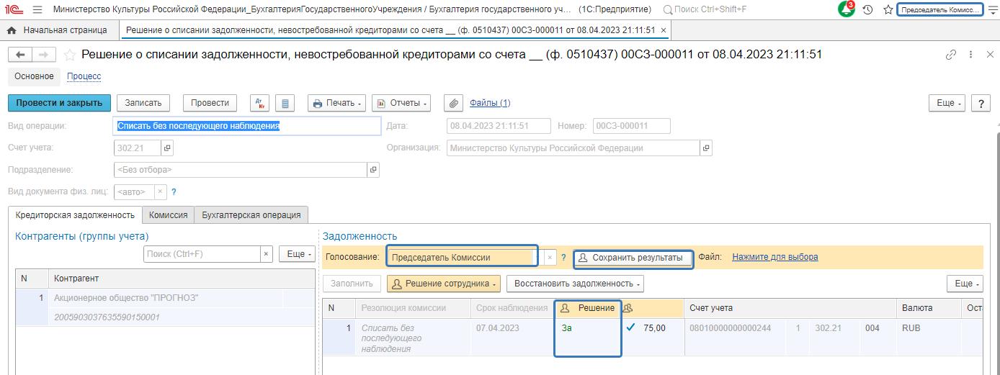 1С Министерство Культуры Российской Федерации_БухгалтерияГосударственногоУчреждения / Бухгалтерия государственного уч... (1С:Предприятие) Поиск Ctrl+Shift+F 3 Председатель Комисс...
Начальная страница Решение о списании задолженности, невостребованной кредиторами со счета __ (ф. 0510437) 00СЗ-000011 от 08.04.2023 21:11:51 ×
Решение о списании задолженности, невостребованной кредиторами со счета __ (ф. 0510437) 00СЗ-000011 от 08.04.2023 21:11:51
Основное Процесс
Провести и закрыть Записать Провести Дт Кт Печать Отчеты Файлы (1) Еще ?
Вид операции: Списать без последующего наблюдения Дата: 08.04.2023 21:11:51 Номер: 00СЗ-000011
Счет учета: 302.21 Организация: Министерство Культуры Российской Федерации
Подразделение: <Без отбора>
Вид документа физ. лиц: <авто> × ?
Кредиторская задолженность Комиссия Бухгалтерская операция
Контрагенты (группы учета) Задолженность
Поиск (Ctrl+F) × Еще Голосование: Председатель Комиссии × ? Сохранить результаты Файл: Нажмите для выбора
Заполнить Решение сотрудника Восстановить задолженность Еще
N Контрагент
1 Акционерное общество "ПРОГНОЗ"
2005903037635590150001
N Резолюция комиссии Срок наблюдения Решение Счет учета Валюта Оста
1 Списать без 07.04.2023 За 75,00 08010000000000244 1 302.21 004 RUB
последующего
наблюдения